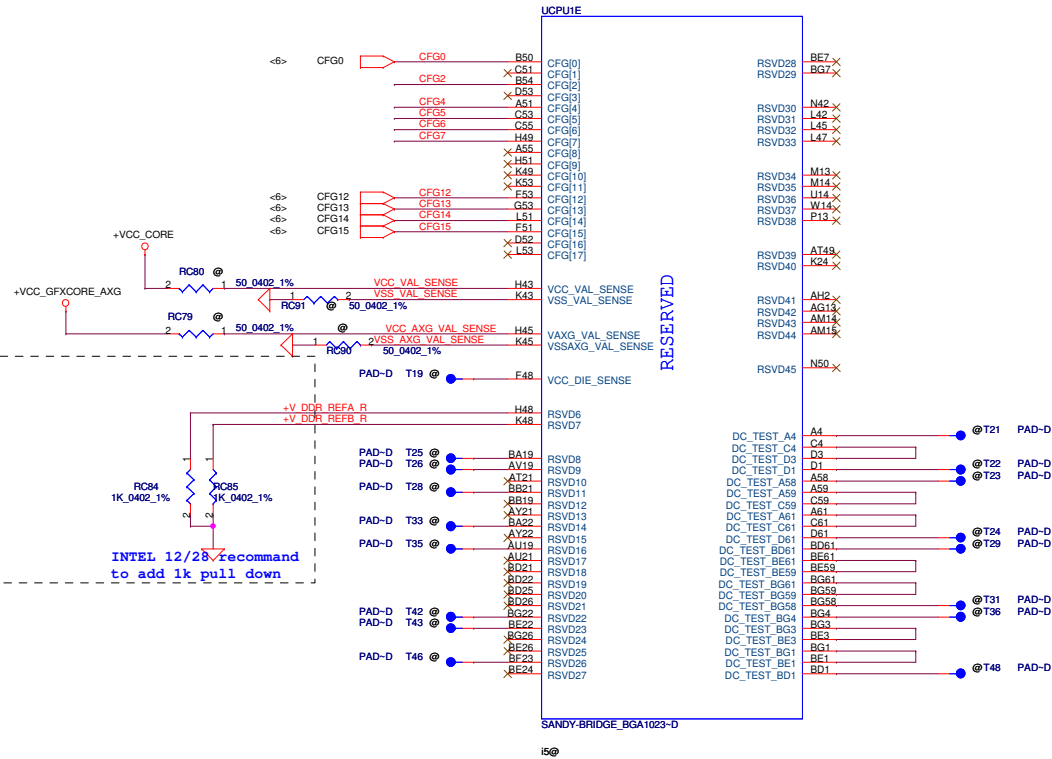 UCPU1E
<6> CFG0 CFG0 B50 CFG[0] RSVD28 BE7
C51 CFG[1] RSVD29 BG7
CFG2 B54 CFG[2]
D53 CFG[3]
CFG4 A51 CFG[4] RSVD30 N42
CFG5 C53 CFG[5] RSVD31 L42
CFG6 C55 CFG[6] RSVD32 L45
CFG7 H49 CFG[7] RSVD33 L47
A55 CFG[8]
H51 CFG[9]
K49 CFG[10] RSVD34 M13
K53 CFG[11] RSVD35 M14
<6> CFG12 CFG12 F53 CFG[12] RSVD36 U14
<6> CFG13 CFG13 G53 CFG[13] RSVD37 W14
<6> CFG14 CFG14 L51 CFG[14] RSVD38 P13
<6> CFG15 CFG15 F51 CFG[15]
D52 CFG[16]
L53 CFG[17] RSVD39 AT49
RSVD40 K24
+VCC_CORE
RC80 @
2 1 50_0402_1% VCC_VAL_SENSE H43 VCC_VAL_SENSE
+VCC_GFXCORE_AXG
1 2 VSS_VAL_SENSE K43 VSS_VAL_SENSE RSVD41 AH2
RC91 @ 50_0402_1% RSVD42 AG13
RSVD43 AM14
RSVD44 AM15
RC79 @
2 1 50_0402_1% VCC_AXG_VAL_SENSE H45 VAXG_VAL_SENSE
1 2 VSS_AXG_VAL_SENSE K45 VSSAXG_VAL_SENSE
RC90 50_0402_1%
RESERVED
RSVD45 N50
PAD~D T19 @ F48 VCC_DIE_SENSE
+V_DDR_REFA_R H48 RSVD6
+V_DDR_REFB_R K48 RSVD7
A4 DC_TEST_A4 @T21 PAD~D
C4 DC_TEST_C4
PAD~D T25 @ BA19 RSVD8 DC_TEST_D3 D3
PAD~D T26 @ AV19 RSVD9 DC_TEST_D1 D1 @T22 PAD~D
AT21 RSVD10 DC_TEST_A58 A58 @T23 PAD~D
PAD~D T28 @ BB21 RSVD11 DC_TEST_A59 A59
BB19 RSVD12 DC_TEST_C59 C59
AY21 RSVD13 DC_TEST_A61 A61
PAD~D T33 @ BA22 RSVD14 DC_TEST_C61 C61
AY22 RSVD15 DC_TEST_D61 D61 @T24 PAD~D
PAD~D T35 @ AU19 RSVD16 DC_TEST_BD61 BD61 @T29 PAD~D
AU21 RSVD17 DC_TEST_BE61 BE61
BD21 RSVD18 DC_TEST_BE59 BE59
BD22 RSVD19 DC_TEST_BG61 BG61
BD25 RSVD20 DC_TEST_BG59 BG59
BD26 RSVD21 DC_TEST_BG58 BG58 @T31 PAD~D
PAD~D T42 @ BG22 RSVD22 DC_TEST_BG4 BG4 @T36 PAD~D
PAD~D T43 @ BE22 RSVD23 DC_TEST_BG3 BG3
BG26 RSVD24 DC_TEST_BE3 BE3
BE26 RSVD25 DC_TEST_BG1 BG1
PAD~D T46 @ BF23 RSVD26 DC_TEST_BE1 BE1
BE24 RSVD27 DC_TEST_BD1 BD1 @T48 PAD~D
1 1
RC84 RC85
1K_0402_1% 1K_0402_1%
2 2
INTEL 12/28 recommand
to add 1k pull down
SANDY-BRIDGE_BGA1023~D
i5@